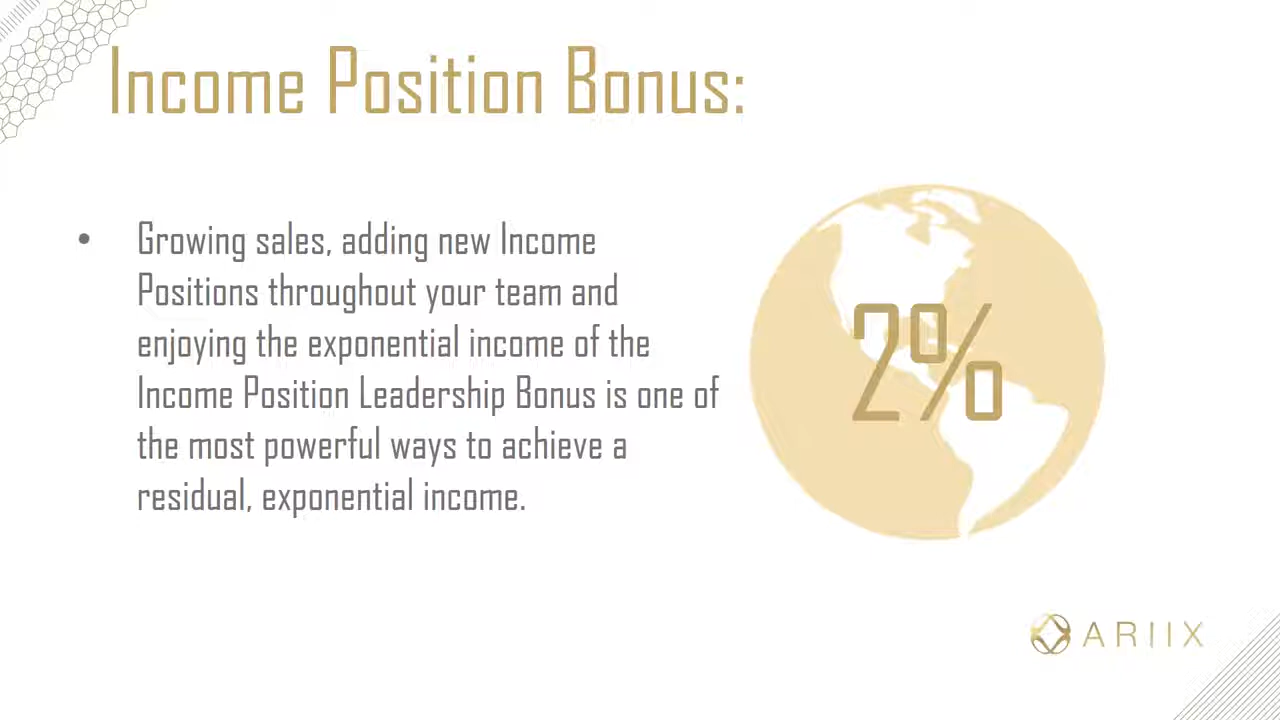 Income Position Bonus:
• Growing sales, adding new Income
Positions throughout your team and
enjoying the exponential income of the
Income Position Leadership Bonus is one of
the most powerful ways to achieve a
residual, exponential income.
2%
ARIIX